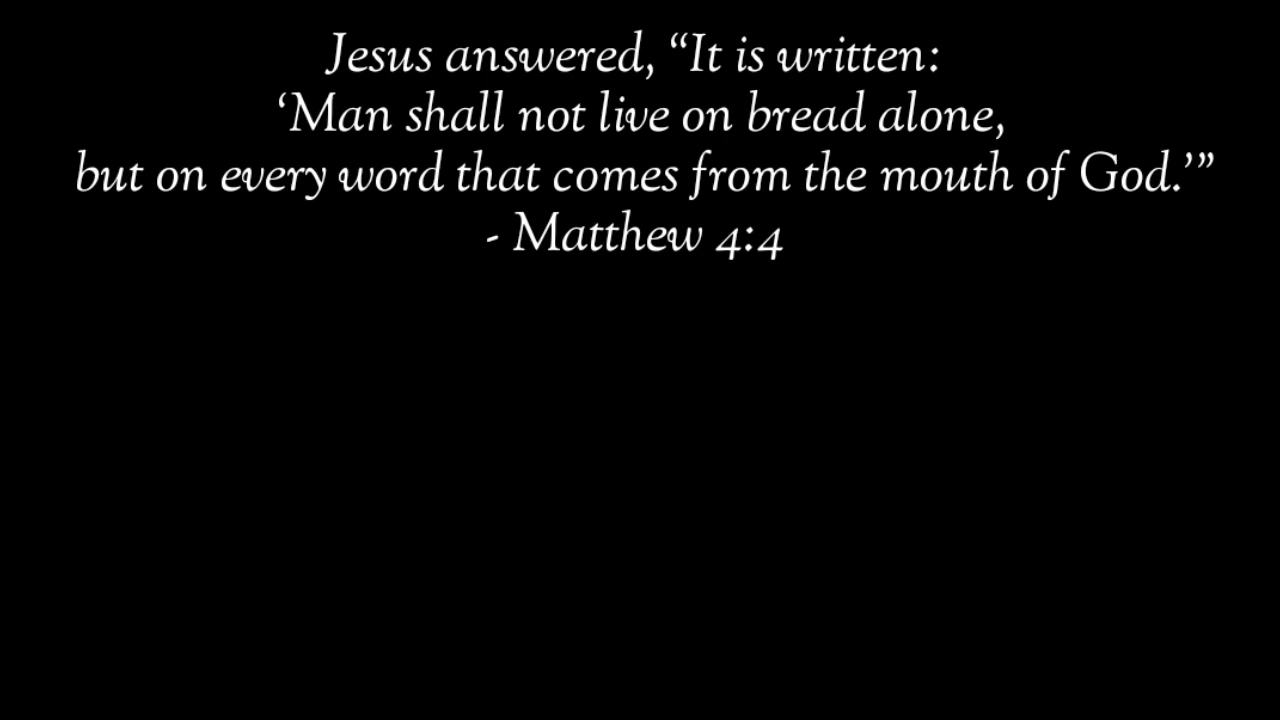 Jesus answered, “It is written:
‘Man shall not live on bread alone,
but on every word that comes from the mouth of God.’”
- Matthew 4:4